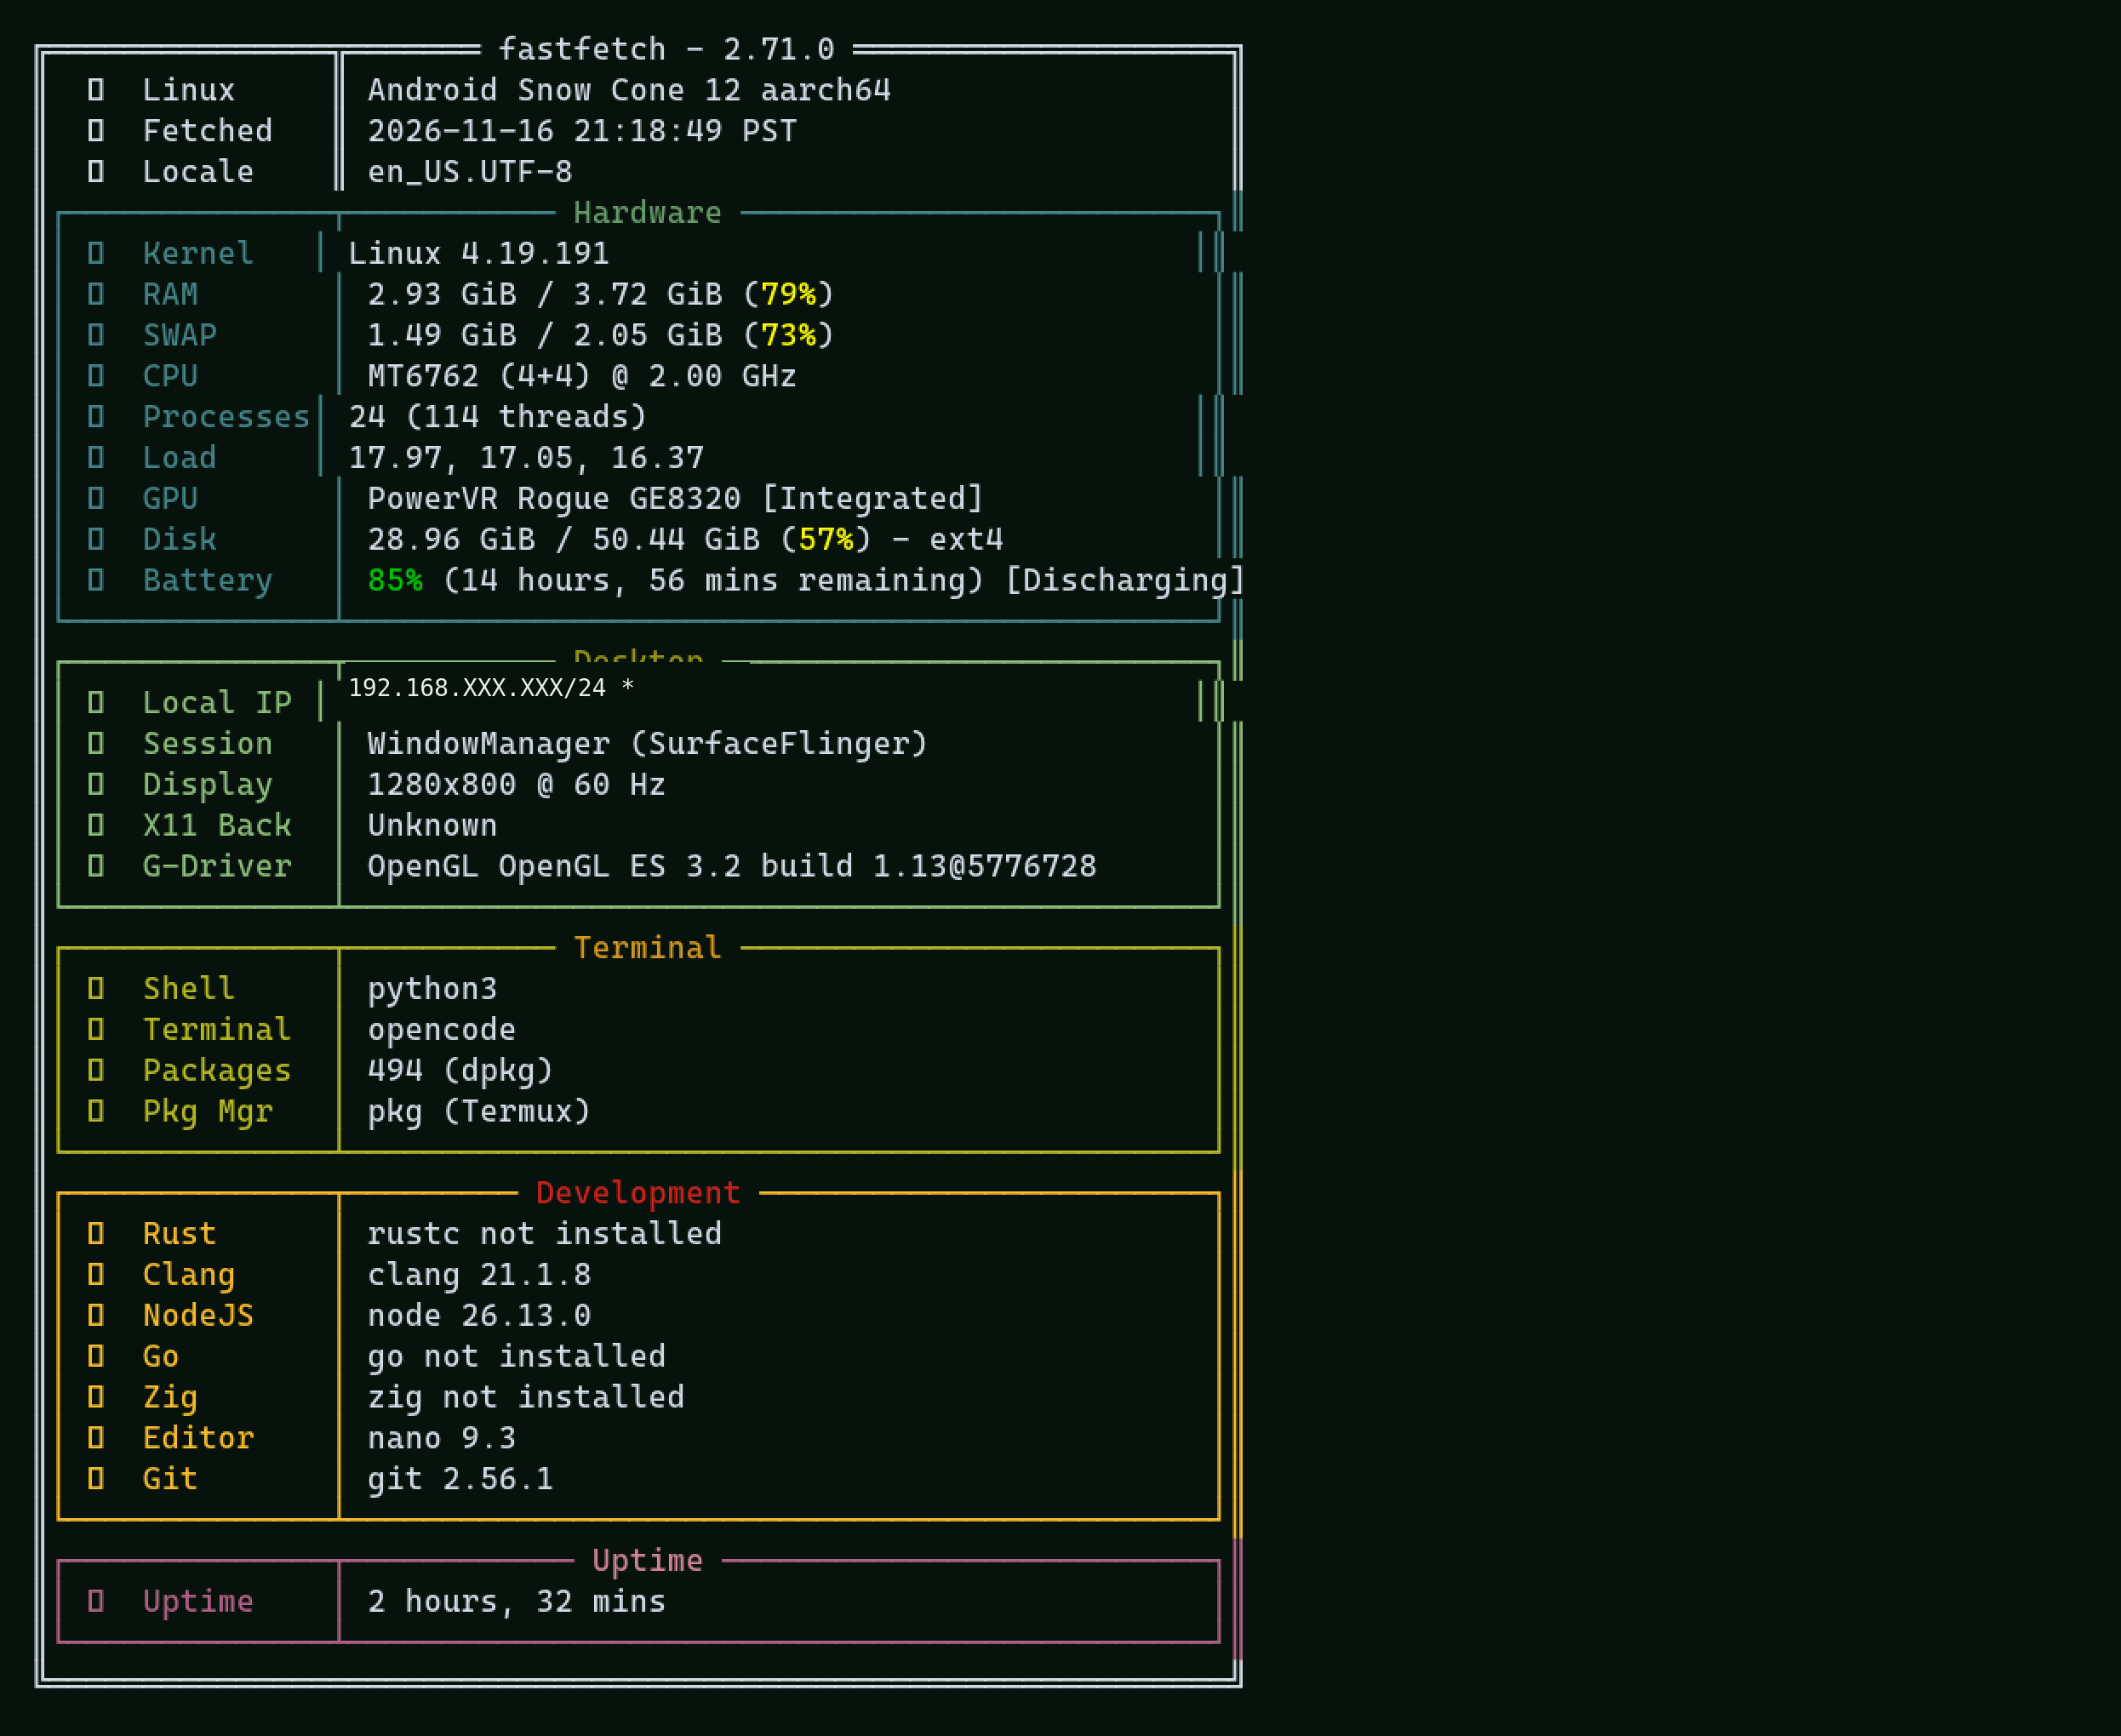 fastfetch - 2.71.0
Linux Android Snow Cone 12 aarch64
Fetched 2026-11-16 21:18:49 PST
Locale en_US.UTF-8
Hardware
Kernel Linux 4.19.191
RAM 2.93 GiB / 3.72 GiB (79%)
SWAP 1.49 GiB / 2.05 GiB (73%)
CPU MT6762 (4+4) @ 2.00 GHz
Processes 24 (114 threads)
Load 17.97, 17.05, 16.37
GPU PowerVR Rogue GE8320 [Integrated]
Disk 28.96 GiB / 50.44 GiB (57%) - ext4
Battery 85% (14 hours, 56 mins remaining) [Discharging]
Desktop
Local IP 192.168.XXX.XXX/24 *
Session WindowManager (SurfaceFlinger)
Display 1280x800 @ 60 Hz
X11 Back Unknown
G-Driver OpenGL OpenGL ES 3.2 build 1.13@5776728
Terminal
Shell python3
Terminal opencode
Packages 494 (dpkg)
Pkg Mgr pkg (Termux)
Development
Rust rustc not installed
Clang clang 21.1.8
NodeJS node 26.13.0
Go go not installed
Zig zig not installed
Editor nano 9.3
Git git 2.56.1
Uptime
Uptime 2 hours, 32 mins